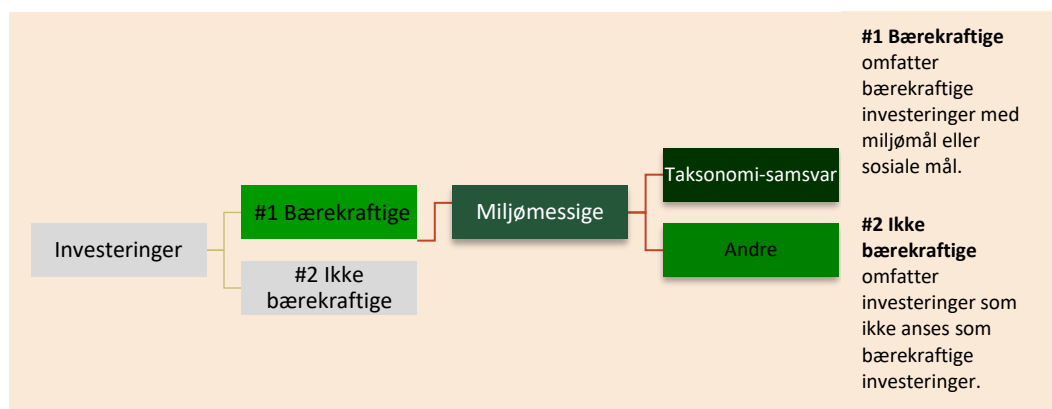 Investeringer
#1 Bærekraftige
#2 Ikke
bærekraftige
Miljømessige
Taksonomi-samsvar
Andre
#1 Bærekraftige
omfatter
bærekraftige
investeringer med
miljømål eller
sosiale mål.
#2 Ikke
bærekraftige
omfatter
investeringer som
ikke anses som
bærekraftige
investeringer.